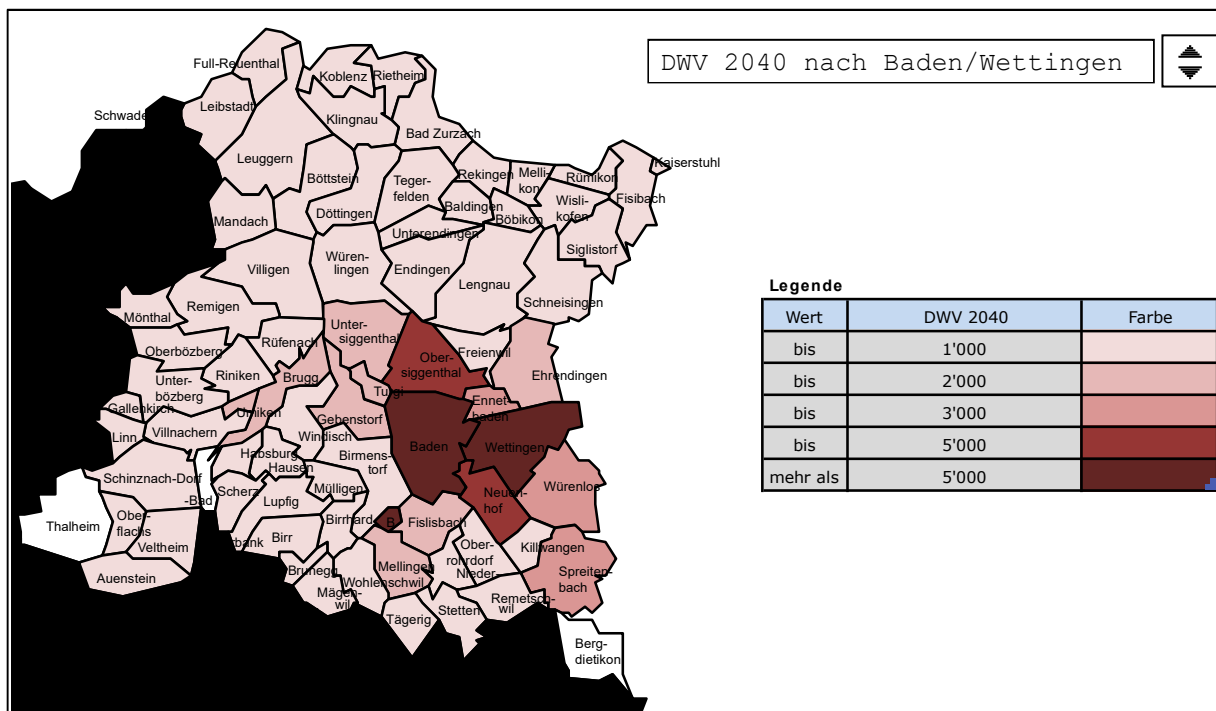 DWV 2040 nach Baden/Wettingen
Full-Reuenthal
Koblenz
Rietheim
Leibstadt
Schwade
Klingnau
Bad Zurzach
Leuggern
Kaiserstuhl
Böttstein
Teger-
felden
Rekingen
Melli-
kon
Rümikon
Fisibach
Wisli-
kofen
Baldingen
Böbikon
Mandach
Döttingen
Unterendingen
Siglistorf
Villigen
Würen-
lingen
Endingen
Lengnau
Schneisingen
Remigen
Mönthal
Oberbözberg
Rüfenach
Unter-
siggenthal
Ober-
siggenthal
Freienwil
Ehrendingen
Riniken
Brugg
Unter-
bözberg
Turgi
Ennet-
baden
Gallenkirch
Umiken
Gebenstorf
Linn
Villnachern
Windisch
Baden
Wettingen
Habsburg
Hausen
Birmens-
torf
Schinznach-Dorf
-Bad
Scherz
Lupfig
Mülligen
Neuen-
hof
Würenlos
Thalheim
Ober-
flachs
Veltheim
rbank
Birr
Birrhard
B
Fislisbach
Ober-
rohrdorf
Nieder-
Killwangen
Auenstein
Brunegg
Mägen-
wil
Wohlenschwil
Mellingen
Spreiten-
bach
Remetsch-
wil
Tägerig
Stetten
Berg-
dietikon
Legende
Wert DWV 2040 Farbe
bis 1'000
bis 2'000
bis 3'000
bis 5'000
mehr als 5'000